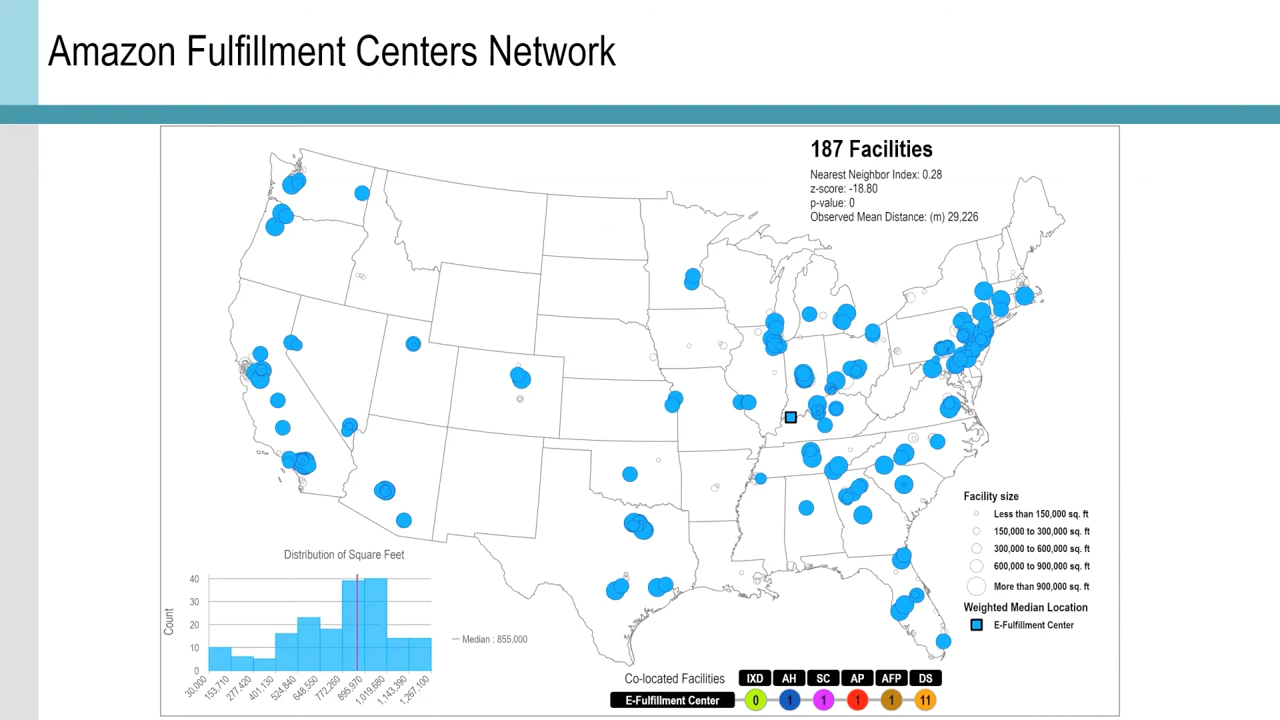 Amazon Fulfillment Centers Network
187 Facilities
Nearest Neighbor Index: 0.28
z-score: -18.80
p-value: 0
Observed Mean Distance: (m) 29,226
Facility size
Less than 150,000 sq. ft
150,000 to 300,000 sq. ft
300,000 to 600,000 sq. ft
600,000 to 900,000 sq. ft
More than 900,000 sq. ft
Weighted Median Location
E-Fulfillment Center
Distribution of Square Feet
Count
40
30
20
10
0
30,000
153,710
277,420
401,130
524,840
648,550
772,260
895,970
1,019,680
1,143,390
1,267,100
Median : 855,000
Co-located Facilities IXD AH SC AP AFP DS
E-Fulfillment Center 0 1 1 1 1 11